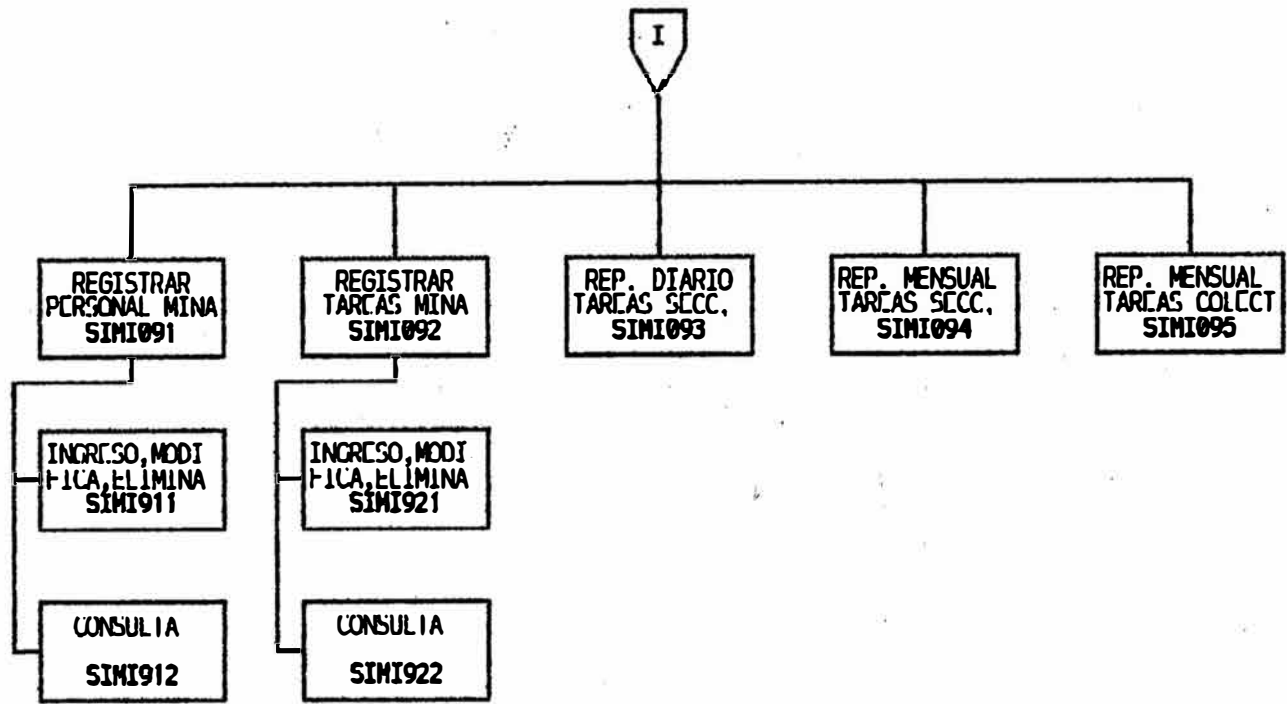 I
REGISTRAR
PERSONAL MINA
SIMI091
REGISTRAR
TAREAS MINA
SIMI092
REP. DIARIO
TAREAS SECC.
SIMI093
REP. MENSUAL
TAREAS SECC.
SIMI094
REP. MENSUAL
TAREAS COLECT
SIMI095
INGRESO,MODI
FICA,ELIMINA
SIMI911
INGRESO,MODI
FICA,ELIMINA
SIMI921
CONSULTA
SIMI912
CONSULTA
SIMI922